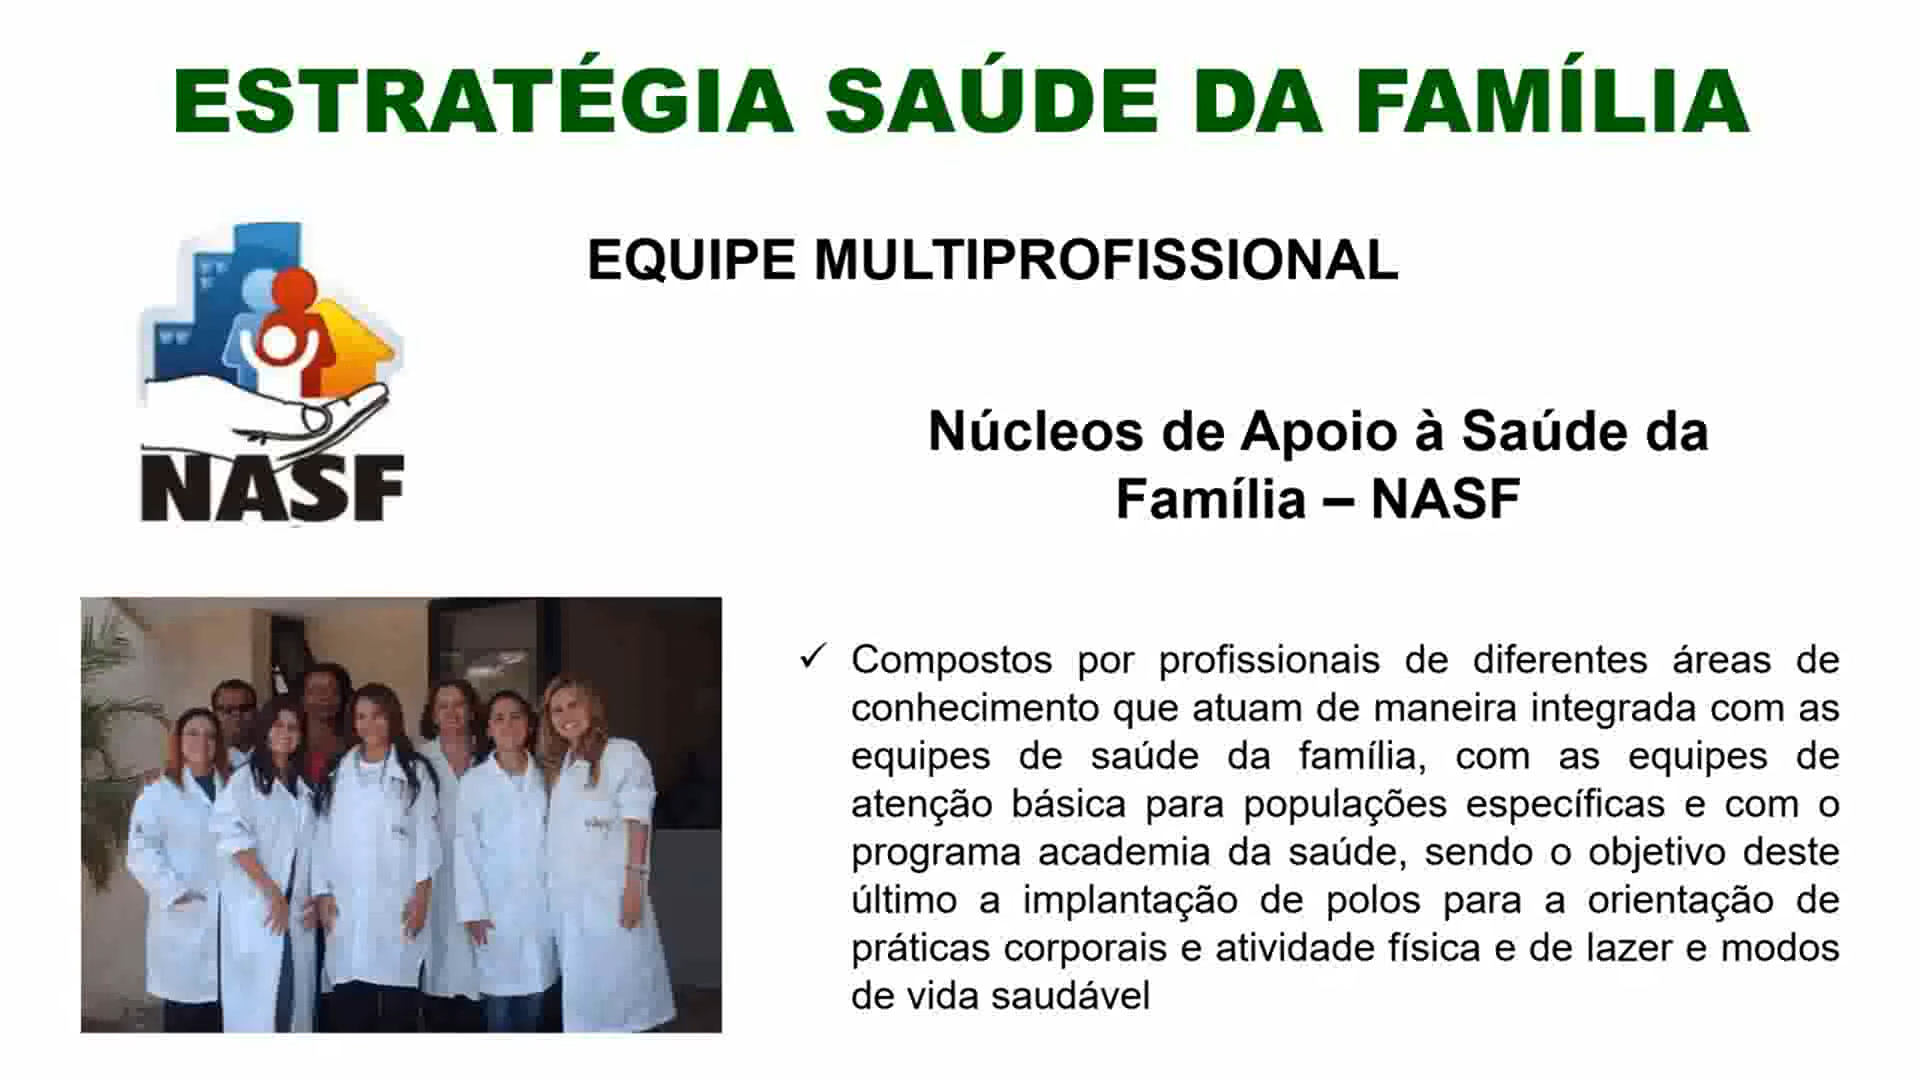 ESTRATÉGIA SAÚDE DA FAMÍLIA
EQUIPE MULTIPROFISSIONAL
NASF
Núcleos de Apoio à Saúde da
Família – NASF
✓ Compostos por profissionais de diferentes áreas de
conhecimento que atuam de maneira integrada com as
equipes de saúde da família, com as equipes de
atenção básica para populações específicas e com o
programa academia da saúde, sendo o objetivo deste
último a implantação de polos para a orientação de
práticas corporais e atividade física e de lazer e modos
de vida saudável